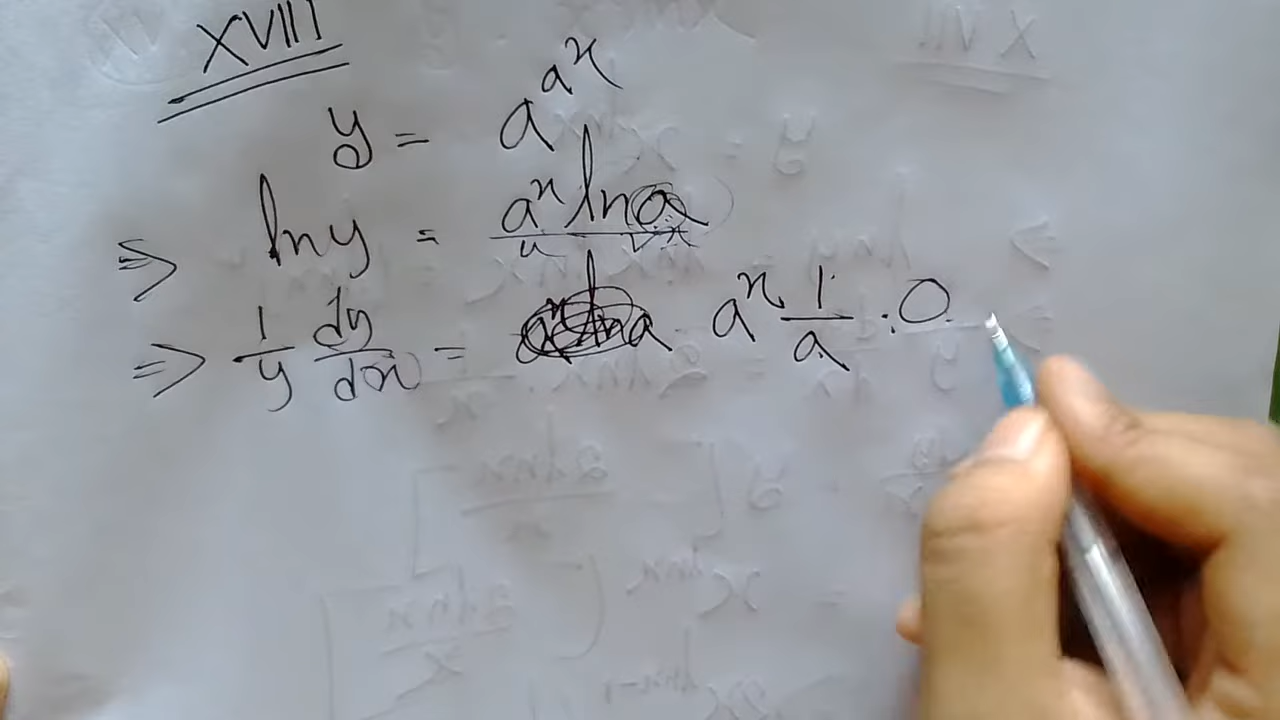 XVIII
y = a^{a^x}
⇒ ln y = a^x ln a
u v
⇒ 1/y dy/dx = a^x 1/a · 0